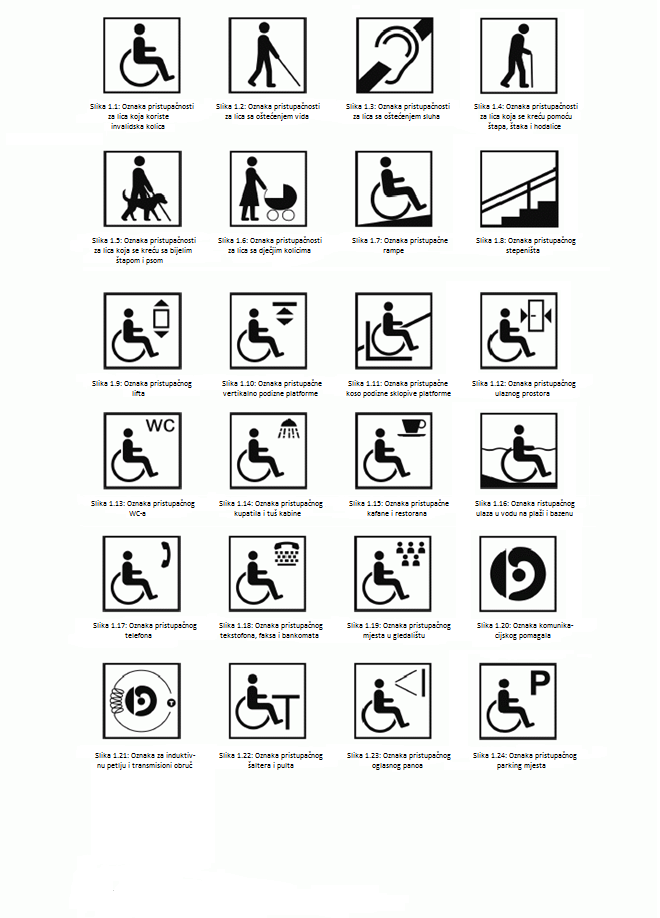 Slika 1.1: Oznaka pristupačnosti
za lica koja koriste
invalidska kolica
Slika 1.2: Oznaka pristupačnosti
za lica sa oštećenjem vida
Slika 1.3: Oznaka pristupačnosti
za lica sa oštećenjem sluha
Slika 1.4: Oznaka pristupačnosti
za lica koja se kreću pomoću
štapa, štaka i hodalice
Slika 1.5: Oznaka pristupačnosti
za lica koja se kreću sa bijelim
štapom i psom
Slika 1.6: Oznaka pristupačnosti
za lica sa dječjim kolicima
Slika 1.7: Oznaka pristupačne
rampe
Slika 1.8: Oznaka pristupačnog
stepeništa
Slika 1.9: Oznaka pristupačnog
lifta
Slika 1.10: Oznaka pristupačne
vertikalno podizne platforme
Slika 1.11: Oznaka pristupačne
koso podizne sklopive platforme
Slika 1.12: Oznaka pristupačnog
ulaznog prostora
WC
Slika 1.13: Oznaka pristupačnog
WC-a
Slika 1.14: Oznaka pristupačnog
kupatila i tuš kabine
Slika 1.15: Oznaka pristupačne
kafane i restorana
Slika 1.16: Oznaka ristupačnog
ulaza u vodu na plaži i bazenu
Slika 1.17: Oznaka pristupačnog
telefona
Slika 1.18: Oznaka pristupačnog
tekstofona, faksa i bankomata
Slika 1.19: Oznaka pristupačnog
mjesta u gledalištu
Slika 1.20: Oznaka komunika-
cijskog pomagala
T
Slika 1.21: Oznaka za induktiv-
nu petlju i transmisioni obruč
Slika 1.22: Oznaka pristupačnog
šaltera i pulta
Slika 1.23: Oznaka pristupačnog
oglasnog panoa
P
Slika 1.24: Oznaka pristupačnog
parking mjesta